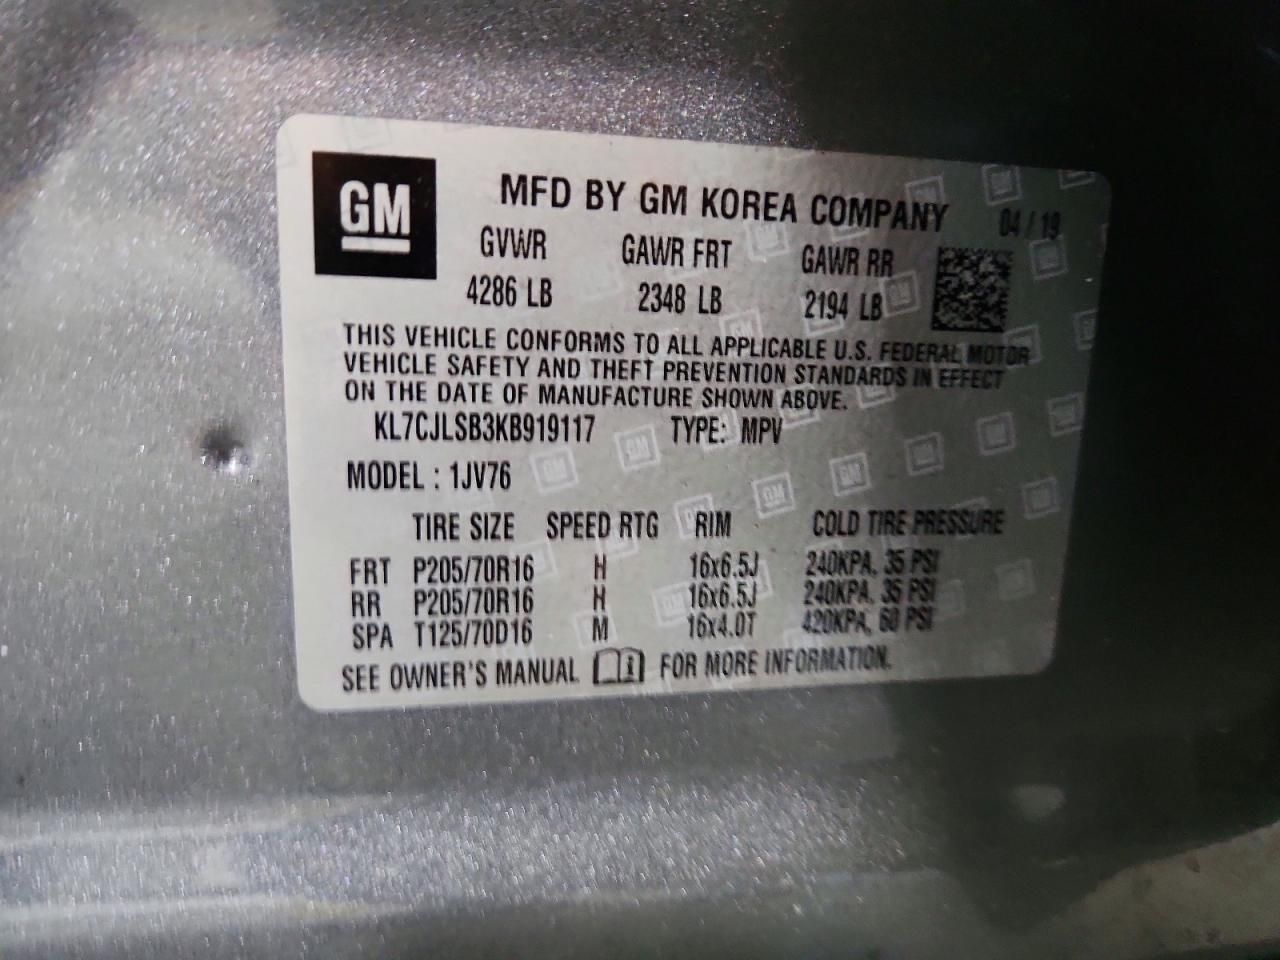 GM
MFD BY GM KOREA COMPANY 04 / 19
GVWR GAWR FRT GAWR RR
4286 LB 2348 LB 2194 LB
THIS VEHICLE CONFORMS TO ALL APPLICABLE U.S. FEDERAL MOTOR
VEHICLE SAFETY AND THEFT PREVENTION STANDARDS IN EFFECT
ON THE DATE OF MANUFACTURE SHOWN ABOVE.
KL7CJLSB3KB919117 TYPE: MPV
MODEL : 1JV76
TIRE SIZE SPEED RTG RIM COLD TIRE PRESSURE
FRT P205/70R16 H 16x6.5J 240KPA, 35 PSI
RR P205/70R16 H 16x6.5J 240KPA, 35 PSI
SPA T125/70D16 M 16x4.0T 420KPA, 60 PSI
SEE OWNER'S MANUAL FOR MORE INFORMATION.